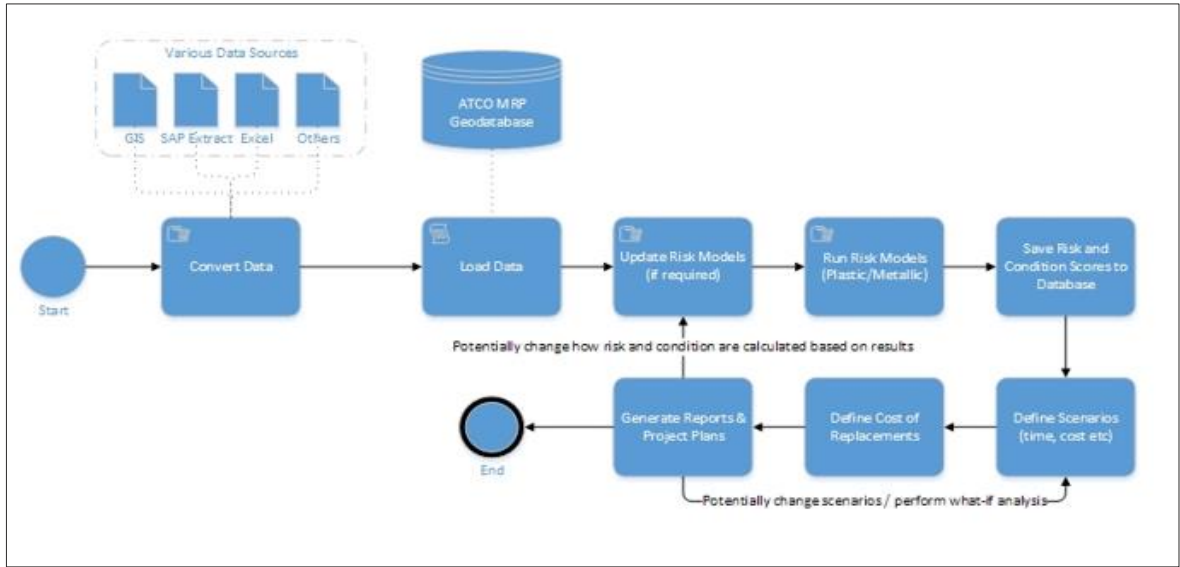 Various Data Sources
GIS
SAP Extract
Excel
Others
ATCO MRP
Geodatabase
Start
Convert Data
Load Data
Update Risk Models
(if required)
Run Risk Models
(Plastic/Metallic)
Save Risk and
Condition Scores to
Database
Potentially change how risk and condition are calculated based on results
End
Generate Reports &
Project Plans
Define Cost of
Replacements
Define Scenarios
(time, cost etc)
Potentially change scenarios / perform what-if analysis